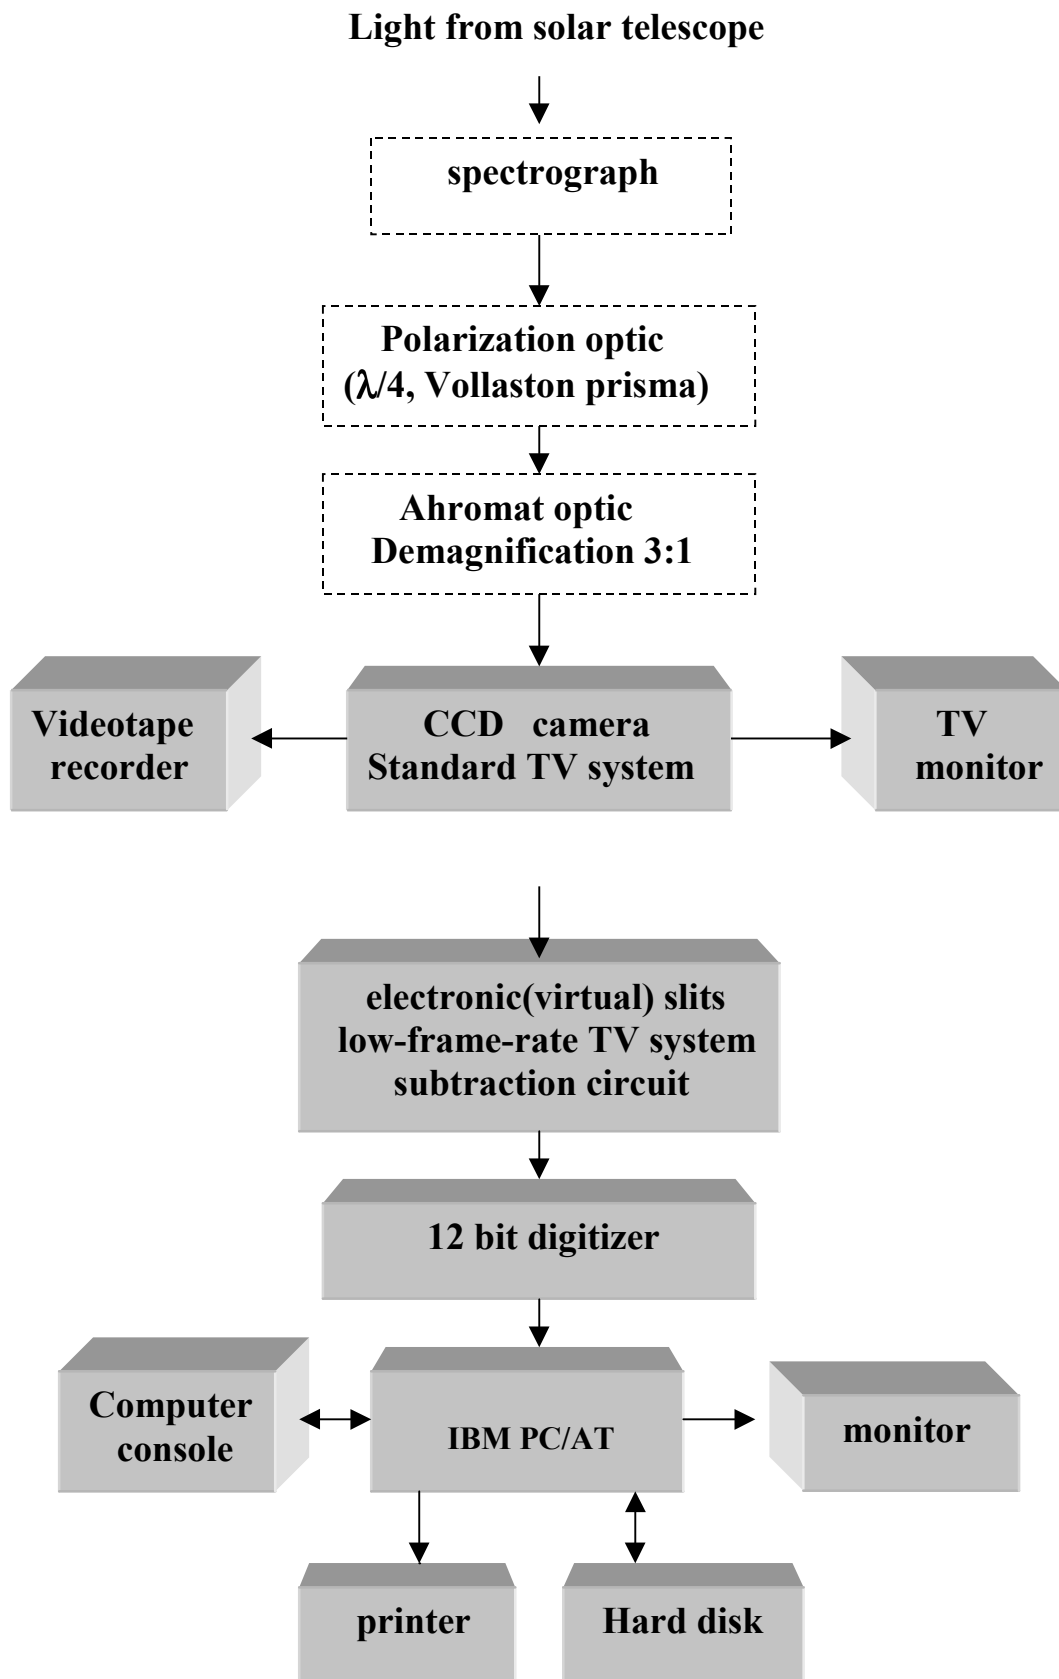 Light from solar telescope
spectrograph
Polarization optic
(λ/4, Vollaston prisma)
Ahromat optic
Demagnification 3:1
Videotape
recorder
CCD camera
Standard TV system
TV
monitor
electronic(virtual) slits
low-frame-rate TV system
subtraction circuit
12 bit digitizer
Computer
console
IBM PC/AT
monitor
printer
Hard disk